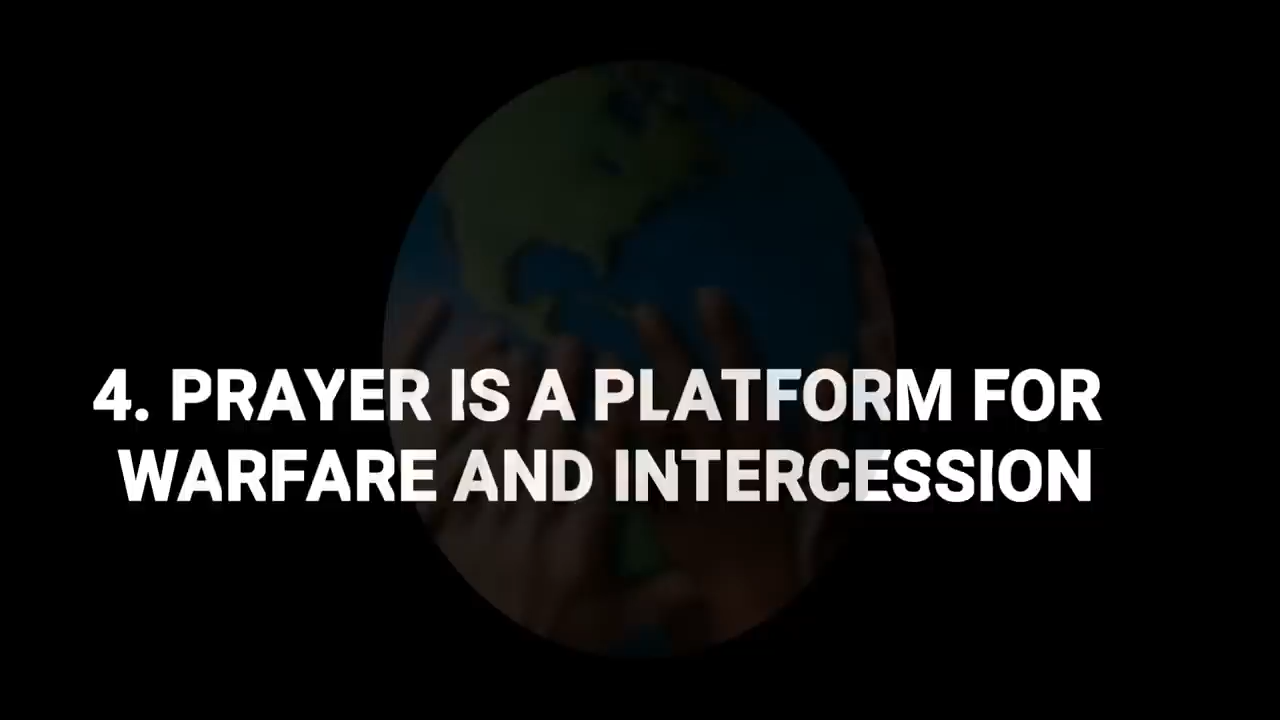 4. PRAYER IS A PLATFORM FOR
WARFARE AND INTERCESSION